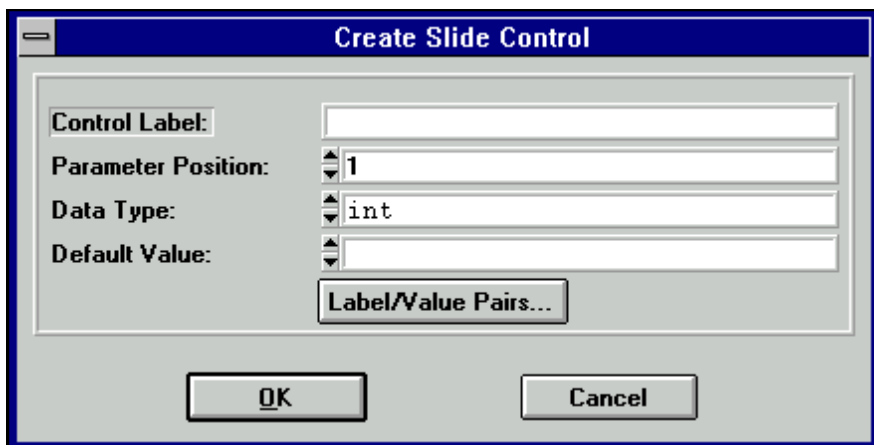 Create Slide Control
Control Label:
Parameter Position: 1
Data Type: int
Default Value:
Label/Value Pairs...
OK Cancel